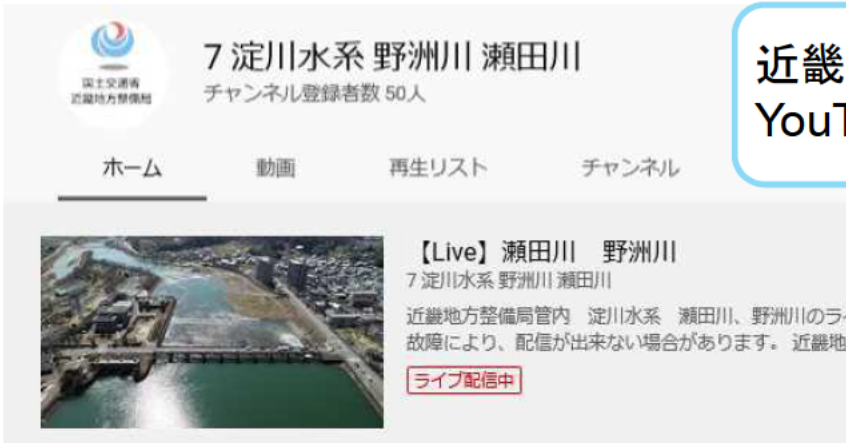 国土交通省
近畿地方整備局
7 淀川水系 野洲川 瀬田川
チャンネル登録者数 50人
近畿
YouT
ホーム 動画 再生リスト チャンネル
【Live】瀬田川　野洲川
7 淀川水系 野洲川 瀬田川
近畿地方整備局管内　淀川水系　瀬田川、野洲川のラ
故障により、配信が出来ない場合があります。 近畿地
ライブ配信中